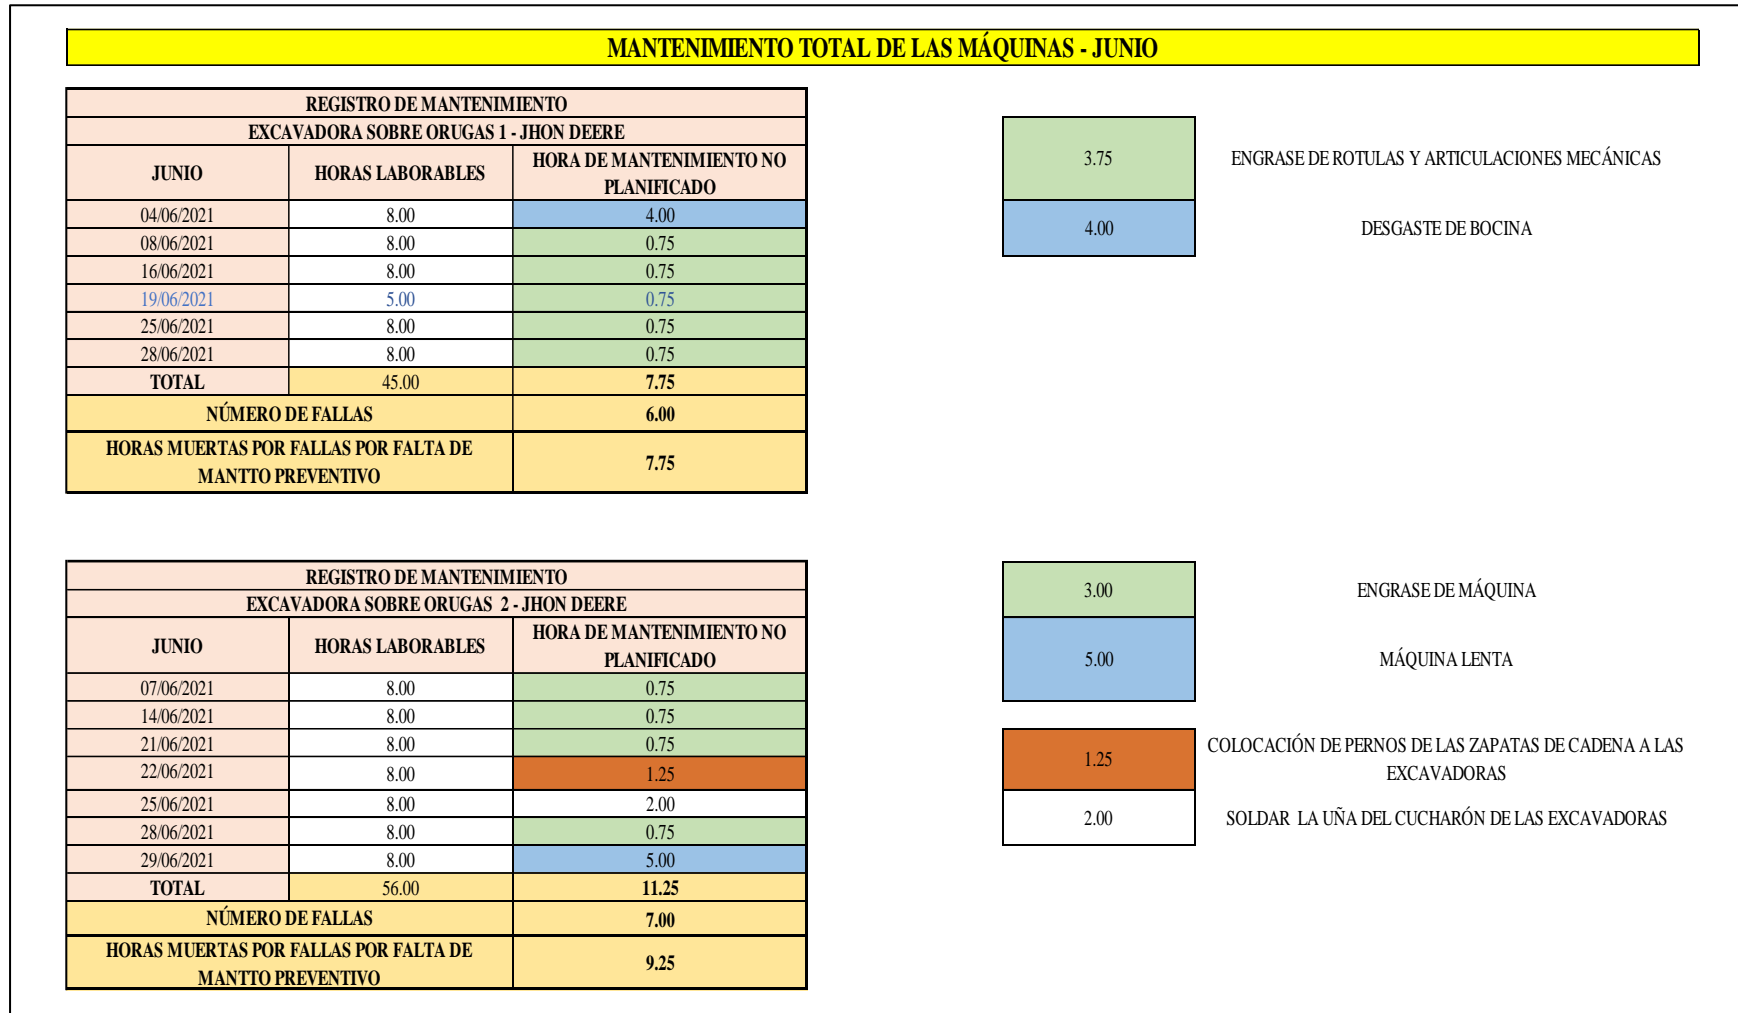 MANTENIMIENTO TOTAL DE LAS MÁQUINAS - JUNIO
REGISTRO DE MANTENIMIENTO
EXCAVADORA SOBRE ORUGAS 1 - JHON DEERE
JUNIO HORAS LABORABLES HORA DE MANTENIMIENTO NO
PLANIFICADO
04/06/2021 8.00 4.00
08/06/2021 8.00 0.75
16/06/2021 8.00 0.75
19/06/2021 5.00 0.75
25/06/2021 8.00 0.75
28/06/2021 8.00 0.75
TOTAL 45.00 7.75
NÚMERO DE FALLAS 6.00
HORAS MUERTAS POR FALLAS POR FALTA DE
MANTTO PREVENTIVO 7.75
3.75 ENGRASE DE ROTULAS Y ARTICULACIONES MECÁNICAS
4.00 DESGASTE DE BOCINA
REGISTRO DE MANTENIMIENTO
EXCAVADORA SOBRE ORUGAS 2 - JHON DEERE
JUNIO HORAS LABORABLES HORA DE MANTENIMIENTO NO
PLANIFICADO
07/06/2021 8.00 0.75
14/06/2021 8.00 0.75
21/06/2021 8.00 0.75
22/06/2021 8.00 1.25
25/06/2021 8.00 2.00
28/06/2021 8.00 0.75
29/06/2021 8.00 5.00
TOTAL 56.00 11.25
NÚMERO DE FALLAS 7.00
HORAS MUERTAS POR FALLAS POR FALTA DE
MANTTO PREVENTIVO 9.25
3.00 ENGRASE DE MÁQUINA
5.00 MÁQUINA LENTA
1.25 COLOCACIÓN DE PERNOS DE LAS ZAPATAS DE CADENA A LAS
EXCAVADORAS
2.00 SOLDAR LA UÑA DEL CUCHARÓN DE LAS EXCAVADORAS